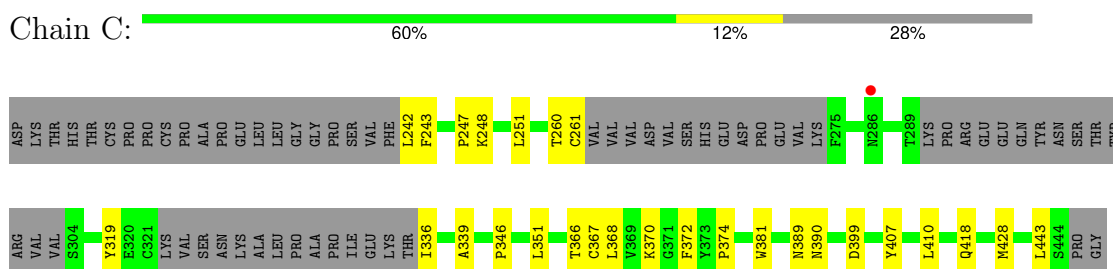 Chain C:
60% 12% 28%
ASP LYS THR HIS THR CYS PRO PRO CYS PRO ALA PRO GLU LEU LEU GLY GLY PRO SER VAL PHE L242 F243 P247 K248 L251 T260 C261 VAL VAL VAL ASP VAL SER HIS GLU ASP PRO GLU VAL LYS F275 N286 T289 LYS PRO ARG GLU GLU GLN TYR ASN SER THR
ARG VAL VAL S304 Y319 E320 C321 LYS VAL SER ASN LYS ALA LEU PRO ALA PRO ILE GLU LYS THR I336 A339 P346 L351 T366 C367 L368 V369 K370 G371 F372 Y373 P374 W381 N389 N390 D399 Y407 L410 Q418 M428 L443 S444 PRO GLY